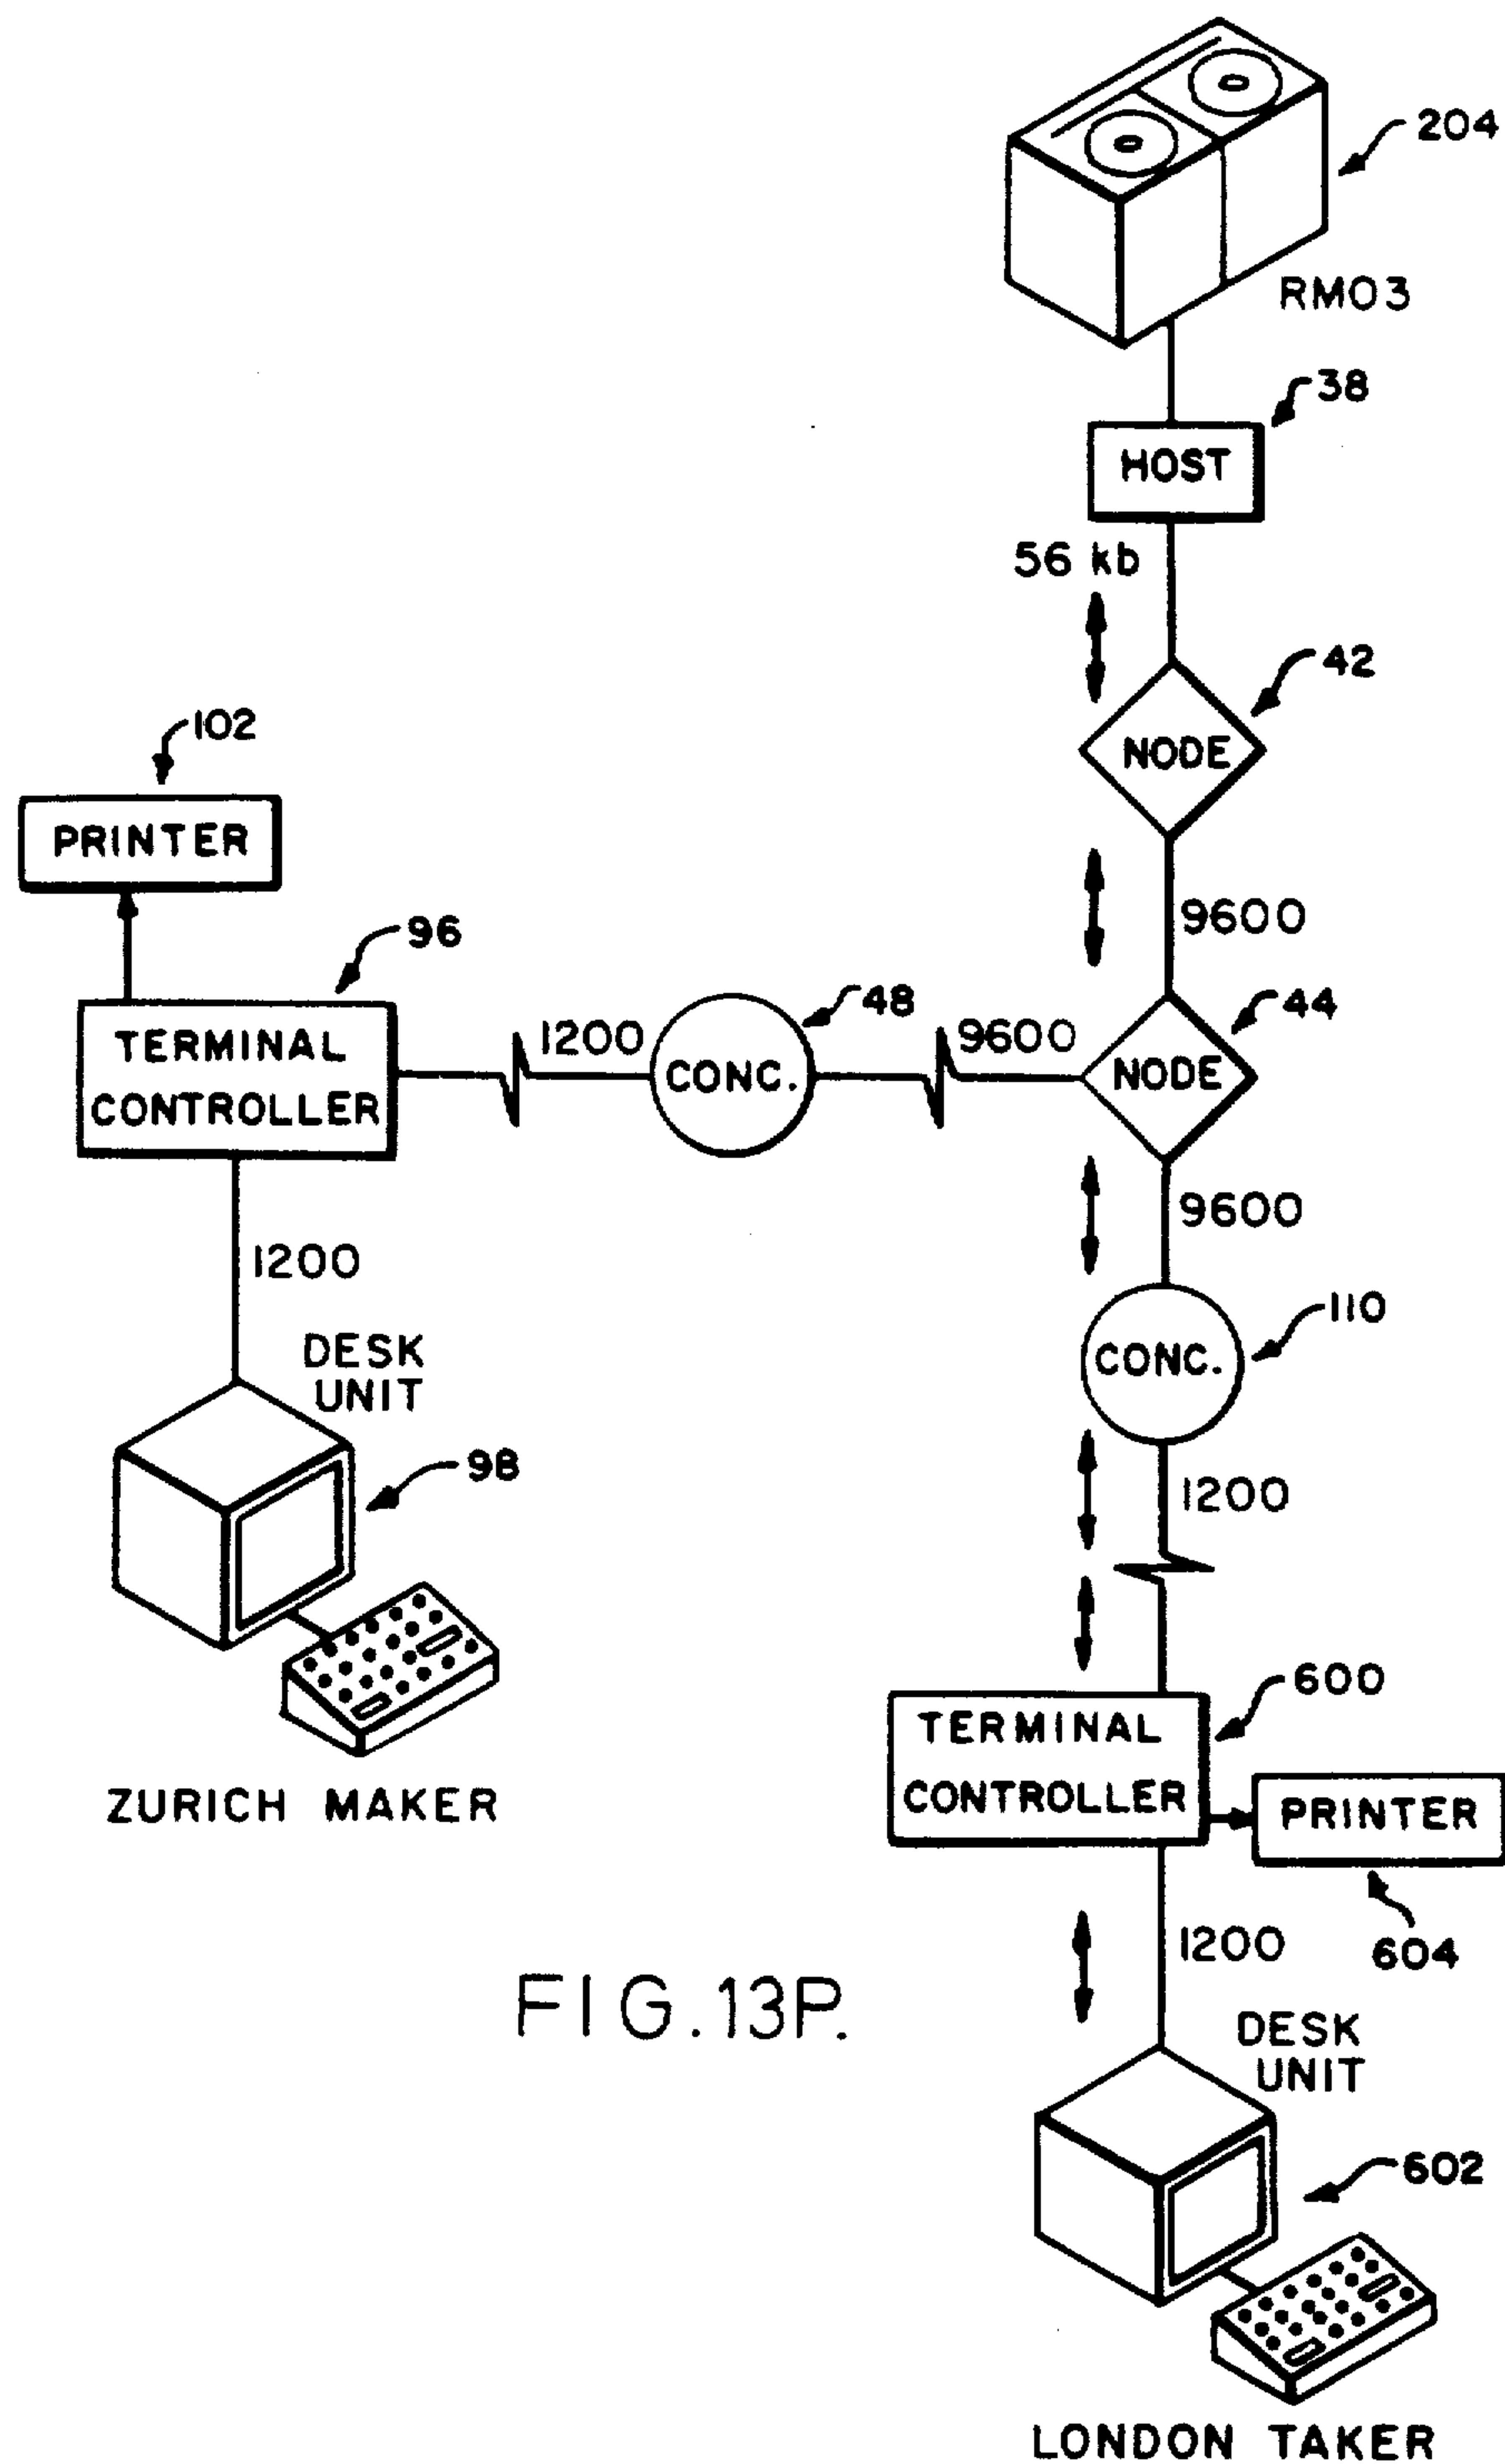 204
RM03
38
HOST
56 kb
42
NODE
102
PRINTER
9600
96
44
48
TERMINAL
CONTROLLER
1200
CONC.
9600
NODE
9600
1200
110
DESK
UNIT
CONC.
98
1200
600
TERMINAL
CONTROLLER
ZURICH MAKER
PRINTER
1200
604
FIG.13P.
DESK
UNIT
602
LONDON TAKER